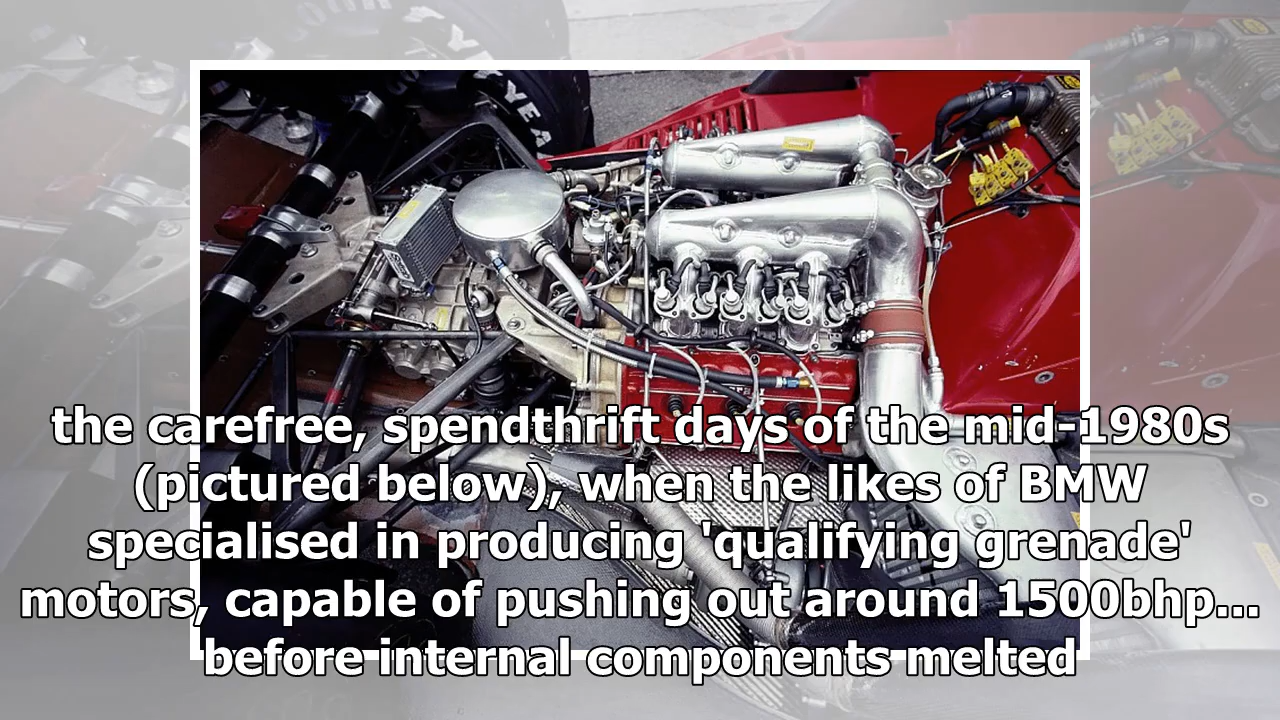 YEA
the carefree, spendthrift days of the mid-1980s
(pictured below), when the likes of BMW
specialised in producing 'qualifying grenade'
motors, capable of pushing out around 1500bhp...
before internal components melted